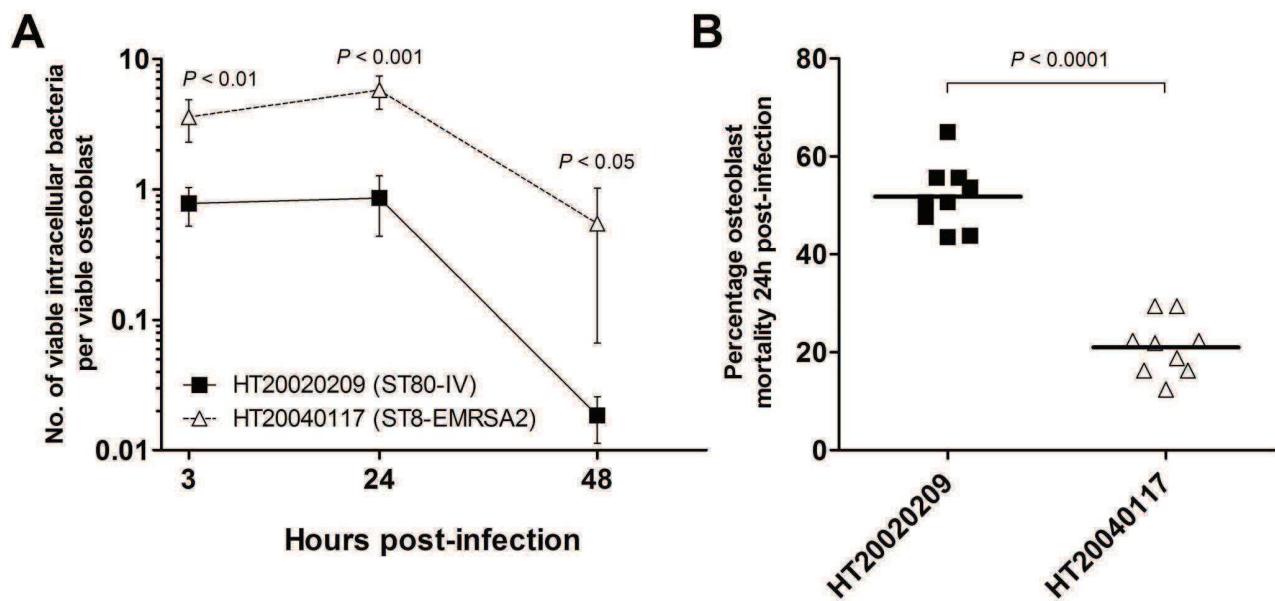 A
No. of viable intracellular bacteria
per viable osteoblast
10
1
0.1
0.01
P < 0.01
P < 0.001
P < 0.05
HT20020209 (ST80-IV)
HT20040117 (ST8-EMRSA2)
3 24 48
Hours post-infection
B
Percentage osteoblast
mortality 24h post-infection
80
60
40
20
0
P < 0.0001
HT20020209
HT20040117